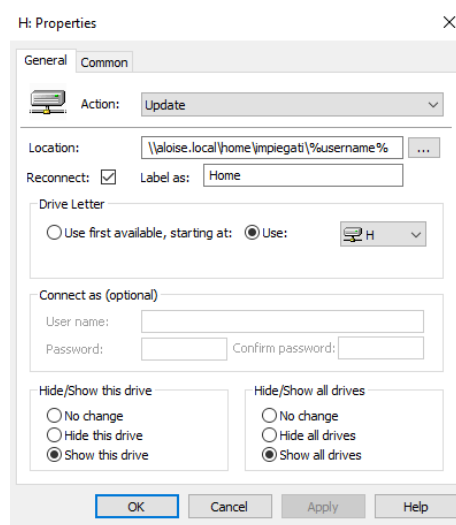 H: Properties
General Common
Action: Update
Location: \\aloise.local\home\impiegati\%username% ...
Reconnect: Label as: Home
Drive Letter
Use first available, starting at: Use: H
Connect as (optional)
User name:
Password: Confirm password:
Hide/Show this drive Hide/Show all drives
No change No change
Hide this drive Hide all drives
Show this drive Show all drives
OK Cancel Apply Help